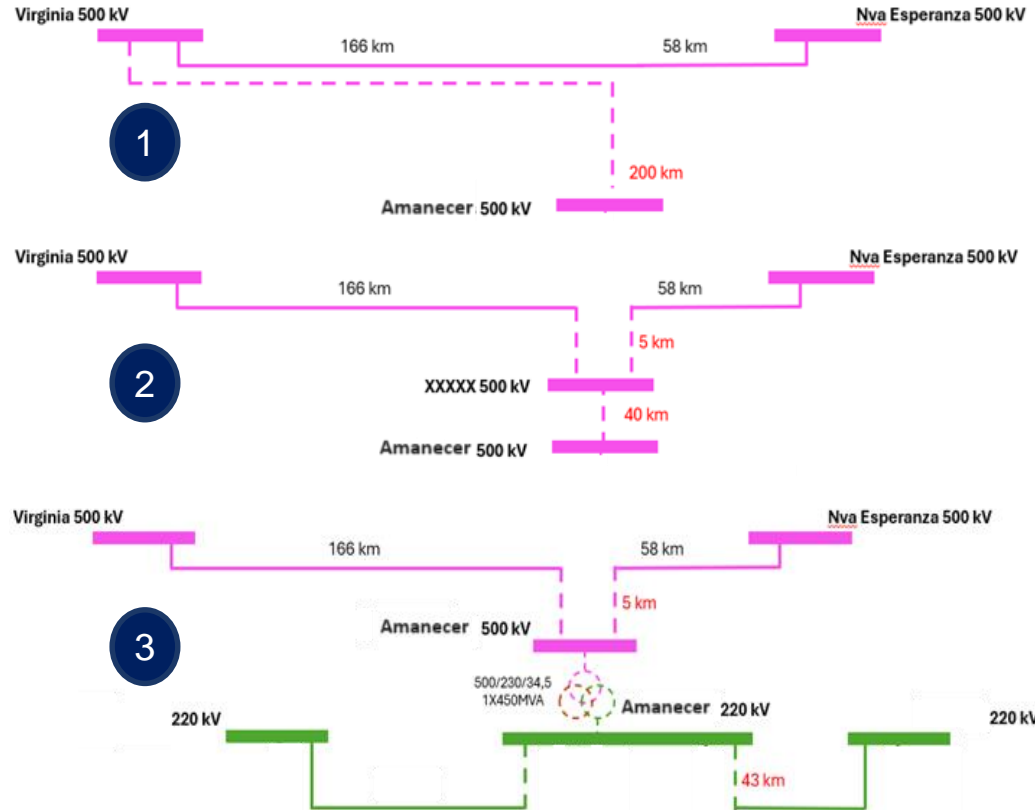 Virginia 500 kV
Nva Esperanza 500 kV
166 km
58 km
1
200 km
Amanecer 500 kV
Virginia 500 kV
Nva Esperanza 500 kV
166 km
58 km
2
5 km
XXXXX 500 kV
40 km
Amanecer 500 kV
Virginia 500 kV
Nva Esperanza 500 kV
166 km
58 km
3
5 km
Amanecer 500 kV
500/230/34,5
1X450MVA
Amanecer 220 kV
220 kV
220 kV
43 km